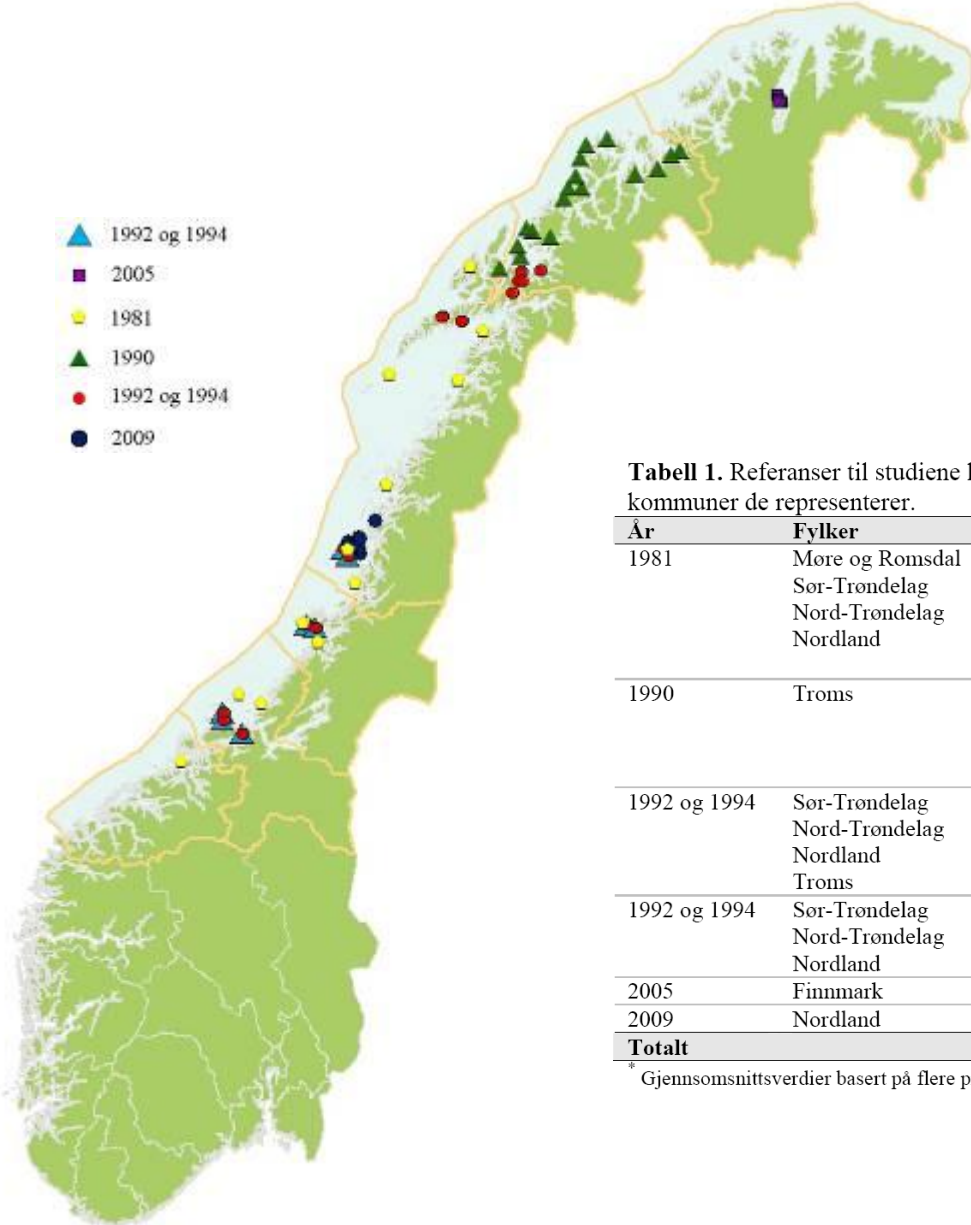 1992 og 1994
2005
1981
1990
1992 og 1994
2009
Tabell 1. Referanser til studiene
kommuner de representerer.
År Fylker
1981 Møre og Romsdal
Sør-Trøndelag
Nord-Trøndelag
Nordland
1990 Troms
1992 og 1994 Sør-Trøndelag
Nord-Trøndelag
Nordland
Troms
1992 og 1994 Sør-Trøndelag
Nord-Trøndelag
Nordland
2005 Finnmark
2009 Nordland
Totalt
* Gjennsomsnittsverdier basert på flere p